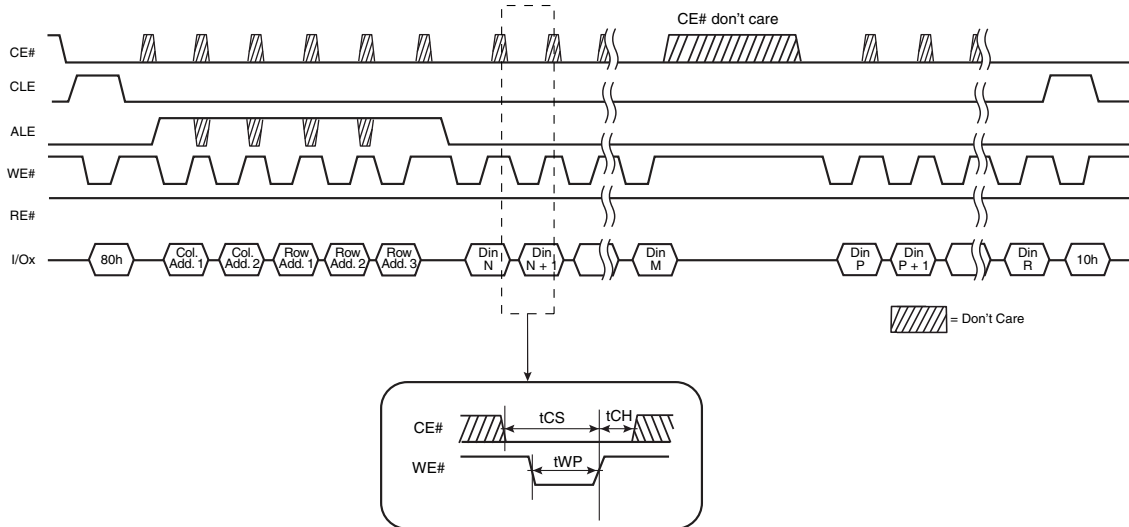 CE# don't care
CE#
CLE
ALE
WE#
RE#
I/Ox
80h
Col.
Add. 1
Col.
Add. 2
Row
Add. 1
Row
Add. 2
Row
Add. 3
Din
N
Din
N + 1
Din
M
Din
P
Din
P + 1
Din
R
10h
= Don't Care
CE#
tCS
tCH
WE#
tWP